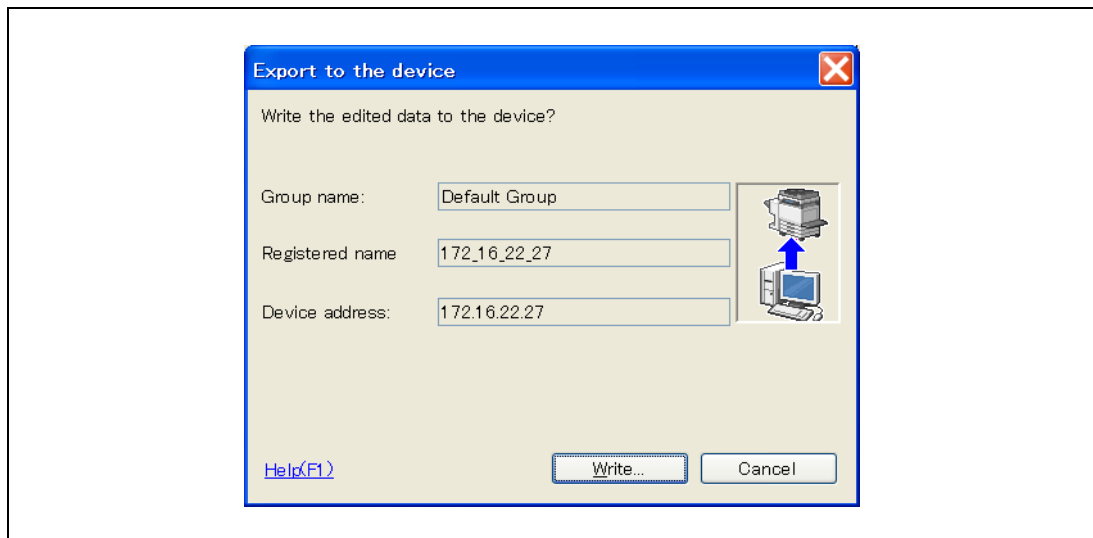 Export to the device
Write the edited data to the device?
Group name:
Default Group
Registered name
172_16_22_27
Device address:
172.16.22.27
Help(F1)
Write...
Cancel